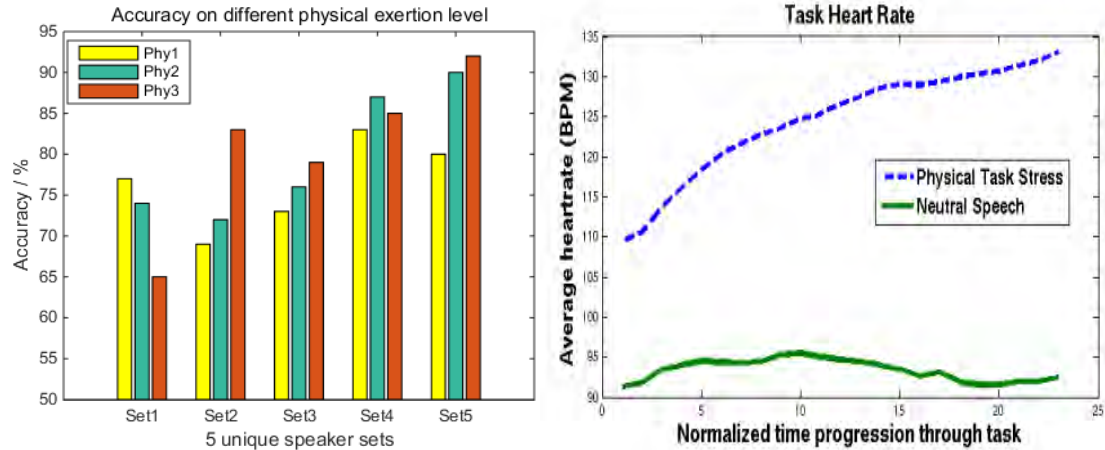 Accuracy on different physical exertion level
95
90
85
80
75
70
65
60
55
50
Accuracy / %
Phy1
Phy2
Phy3
Set1 Set2 Set3 Set4 Set5
5 unique speaker sets
Task Heart Rate
135
130
125
120
115
110
105
100
95
90
Average heartrate (BPM)
Physical Task Stress
Neutral Speech
0 5 10 15 20 25
Normalized time progression through task